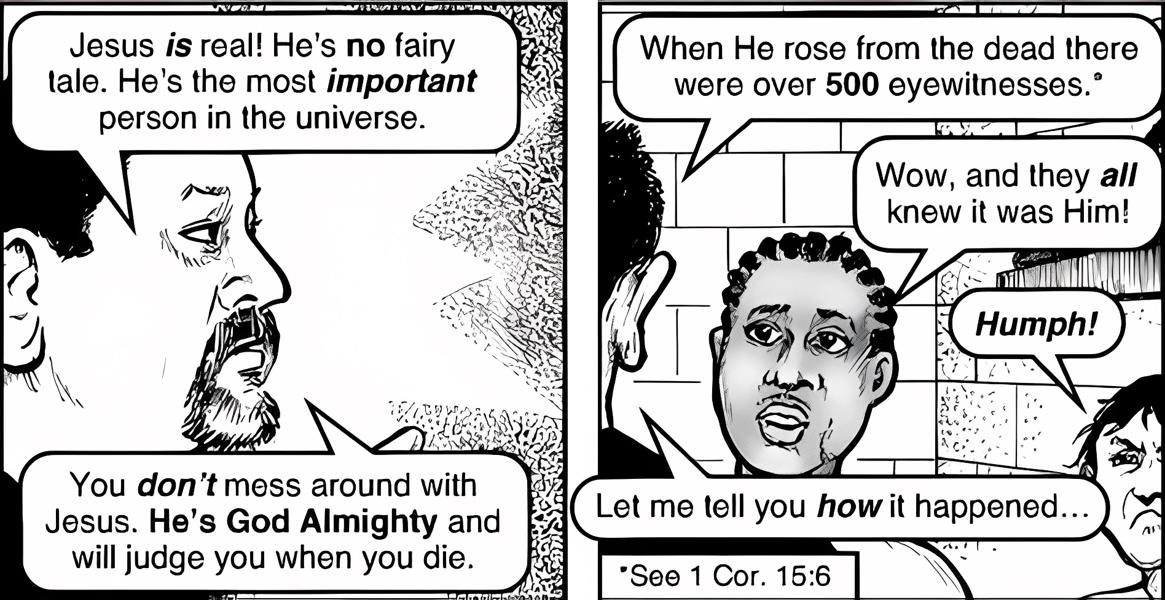 Jesus is real! He's no fairy
tale. He's the most important
person in the universe.
You don't mess around with
Jesus. He's God Almighty and
will judge you when you die.
When He rose from the dead there
were over 500 eyewitnesses.*
Wow, and they all
knew it was Him!
Humph!
Let me tell you how it happened...
*See 1 Cor. 15:6